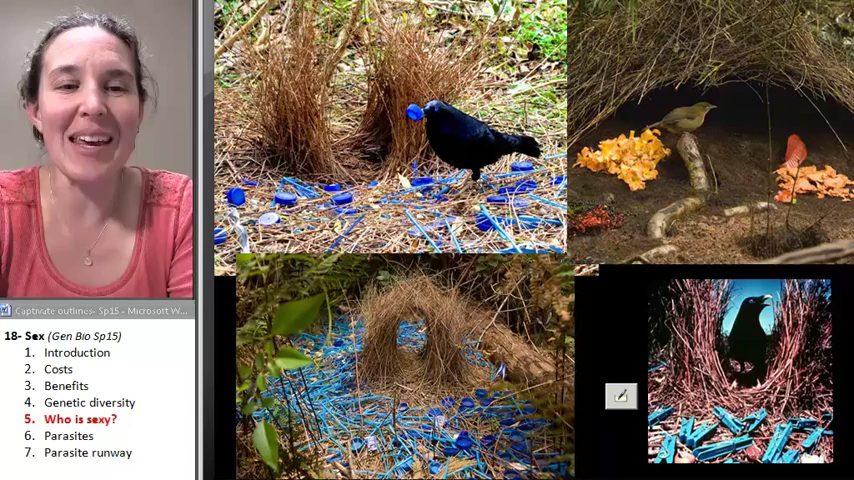 Captivate outlines- Sp15 - Microsoft W...
18- Sex (Gen Bio Sp15)
1. Introduction
2. Costs
3. Benefits
4. Genetic diversity
5. Who is sexy?
6. Parasites
7. Parasite runway